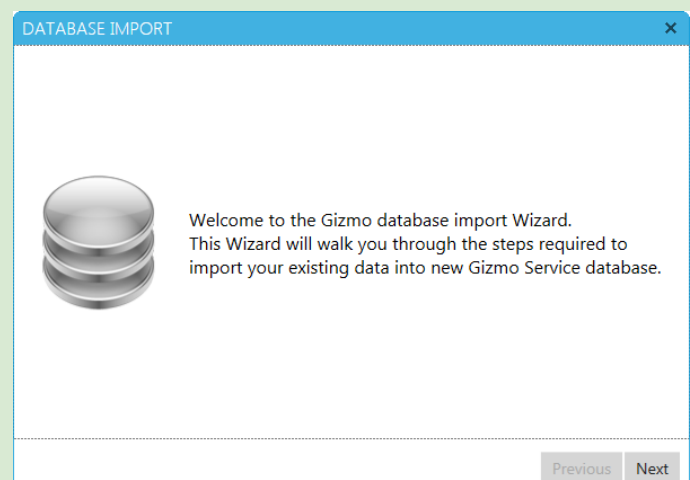 DATABASE IMPORT
Welcome to the Gizmo database import Wizard.
This Wizard will walk you through the steps required to
import your existing data into new Gizmo Service database.
Previous Next